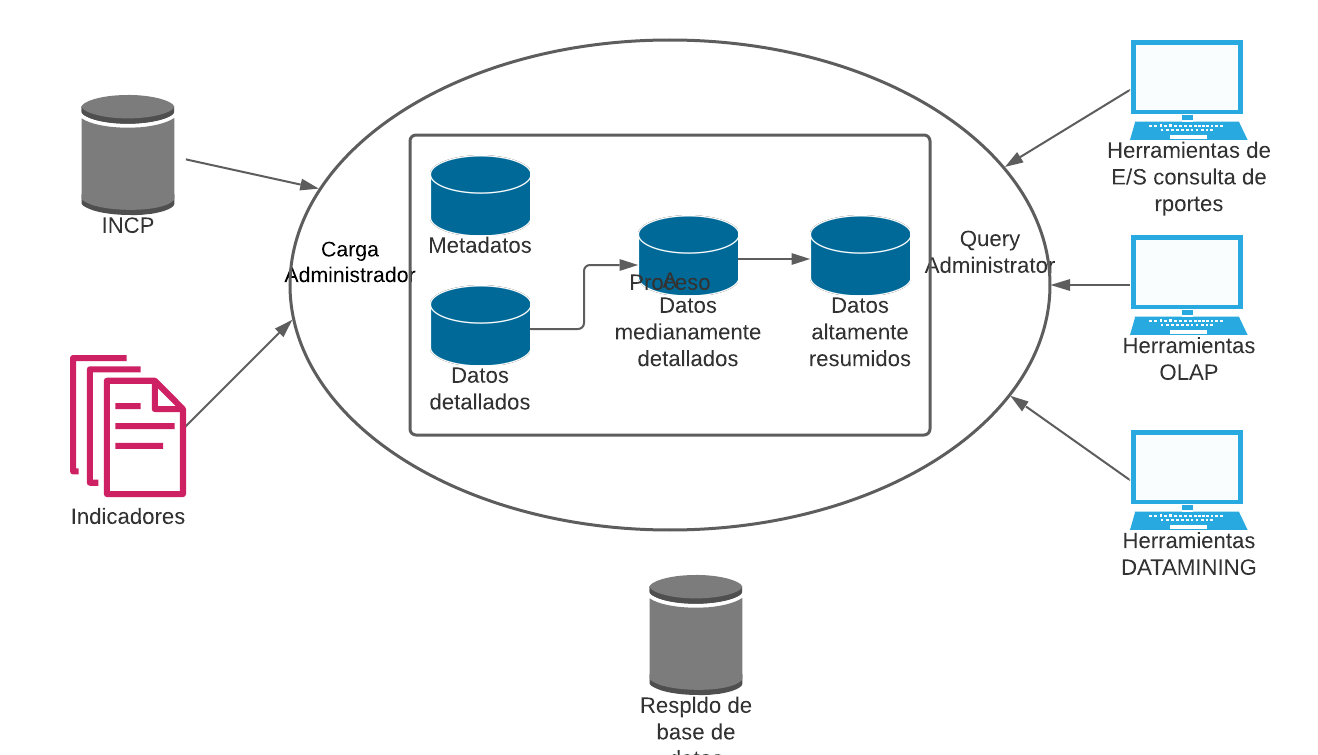 INCP
Indicadores
Carga
Administrador
Metadatos
Datos
detallados
Proceso
A
Datos
medianamente
detallados
Datos
altamente
resumidos
Query
Administrator
Herramientas de
E/S consulta de
rportes
Herramientas
OLAP
Herramientas
DATAMINING
Respldo de
base de
datos